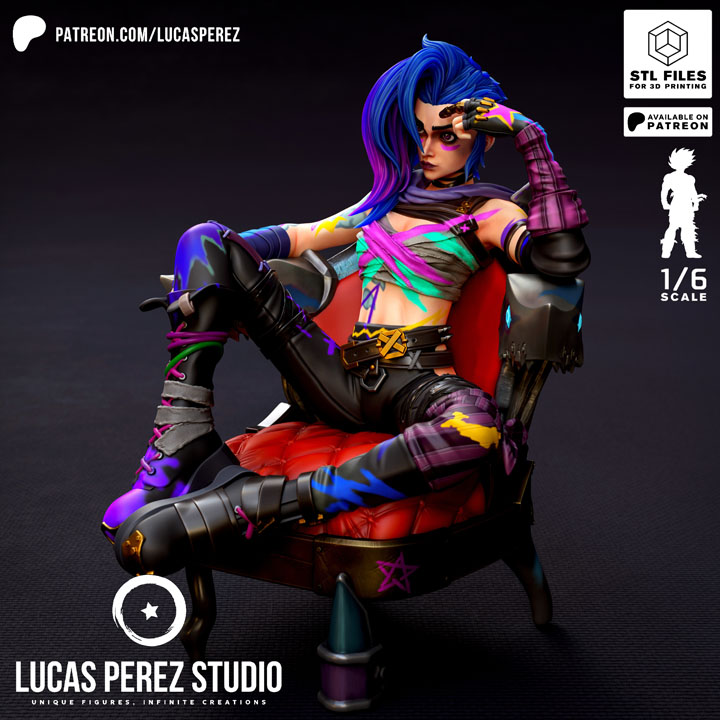 PATREON.COM/LUCASPEREZ
STL FILES
FOR 3D PRINTING
AVAILABLE ON
PATREON
1/6
SCALE
LUCAS PEREZ STUDIO
UNIQUE FIGURES, INFINITE CREATIONS